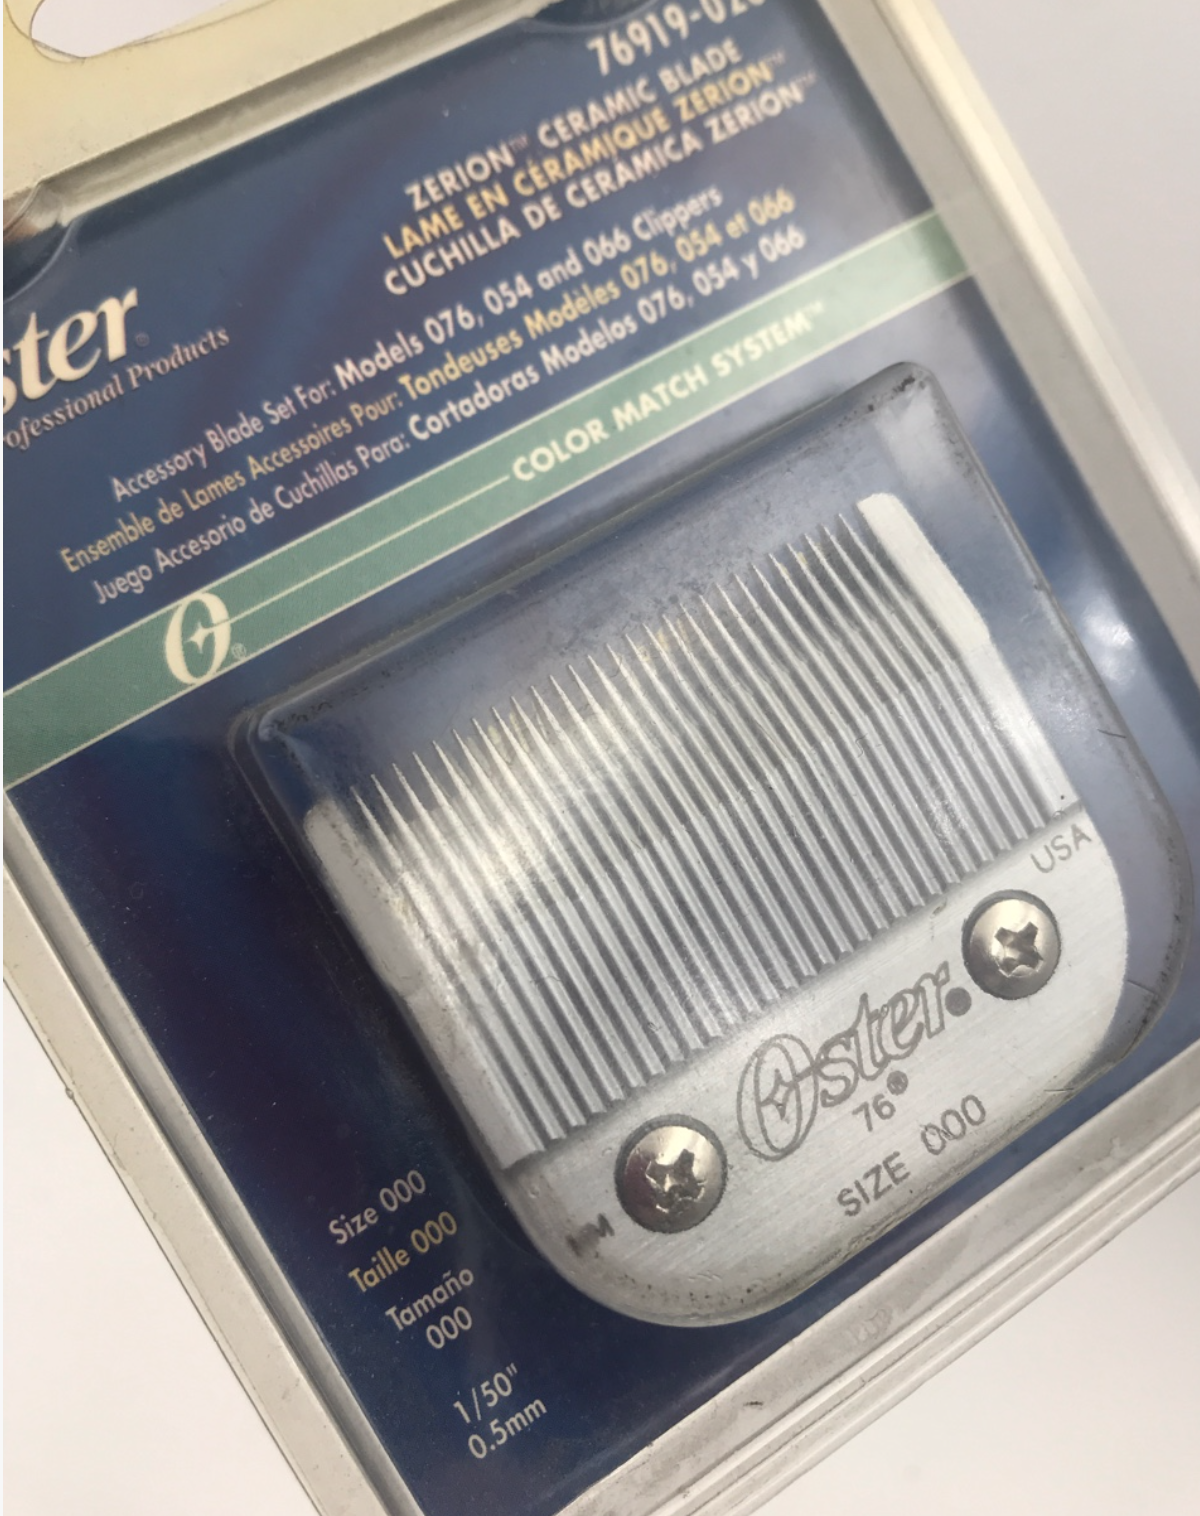 76919-02
ZERION™ CERAMIC BLADE
LAME EN CÉRAMIQUE ZERION™
CUCHILLA DE CERÁMICA ZERION™
ster®
ofessional Products
Accessory Blade Set For: Models 076, 054 and 066 Clippers
Ensemble de Lames Accessoires Pour: Tondeuses Modèles 076, 054 et 066
Juego Accesorio de Cuchillas Para: Cortadoras Modelos 076, 054 y 066
COLOR MATCH SYSTEM™
O®
USA
Oster®
76®
SIZE 000
Size 000
Taille 000
Tamaño
000
1/50"
0.5mm